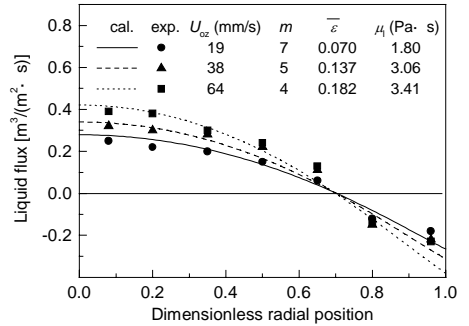 cal. exp. U_oz (mm/s) m ε̅ μ_l (Pa· s)
19 7 0.070 1.80
38 5 0.137 3.06
64 4 0.182 3.41
Liquid flux [m³/(m²· s)]
0.8
0.6
0.4
0.2
0.0
-0.2
0.0 0.2 0.4 0.6 0.8 1.0
Dimensionless radial position